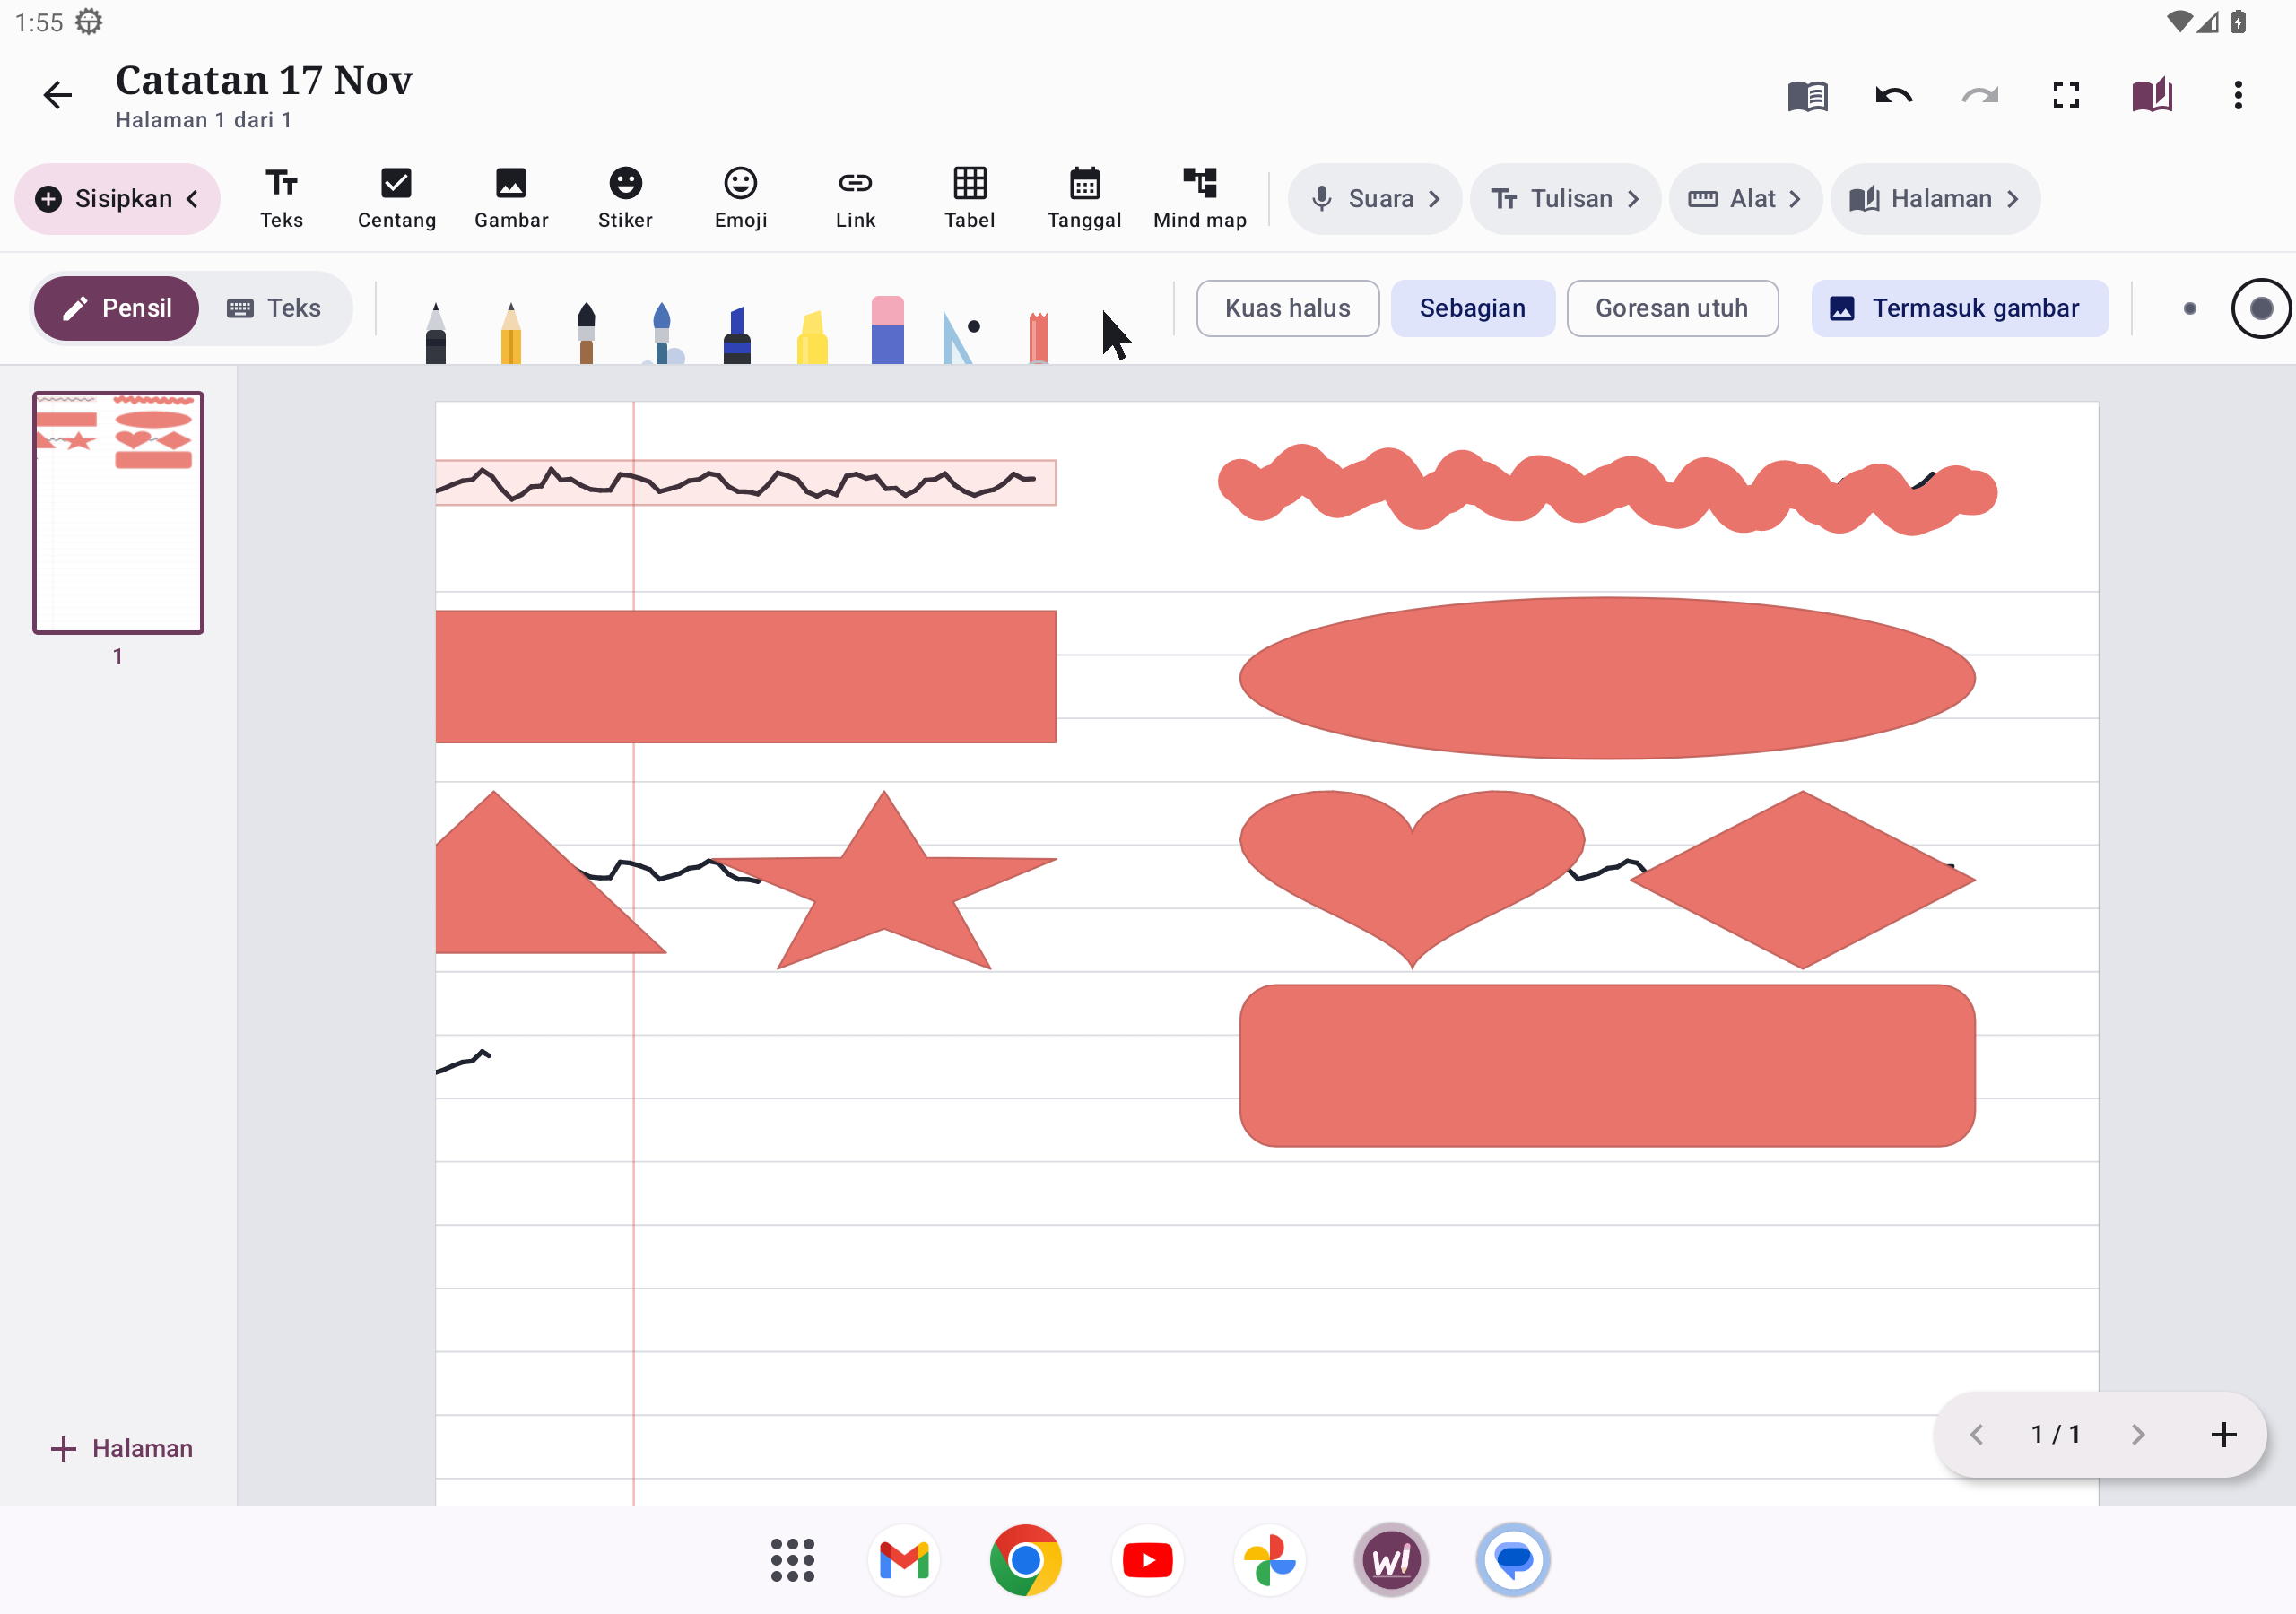 1:55
Catatan 17 Nov
Halaman 1 dari 1
Sisipkan
Teks
Centang
Gambar
Stiker
Emoji
Link
Tabel
Tanggal
Mind map
Suara
Tulisan
Alat
Halaman
Pensil
Teks
Kuas halus
Sebagian
Goresan utuh
Termasuk gambar
1
Halaman
1 / 1